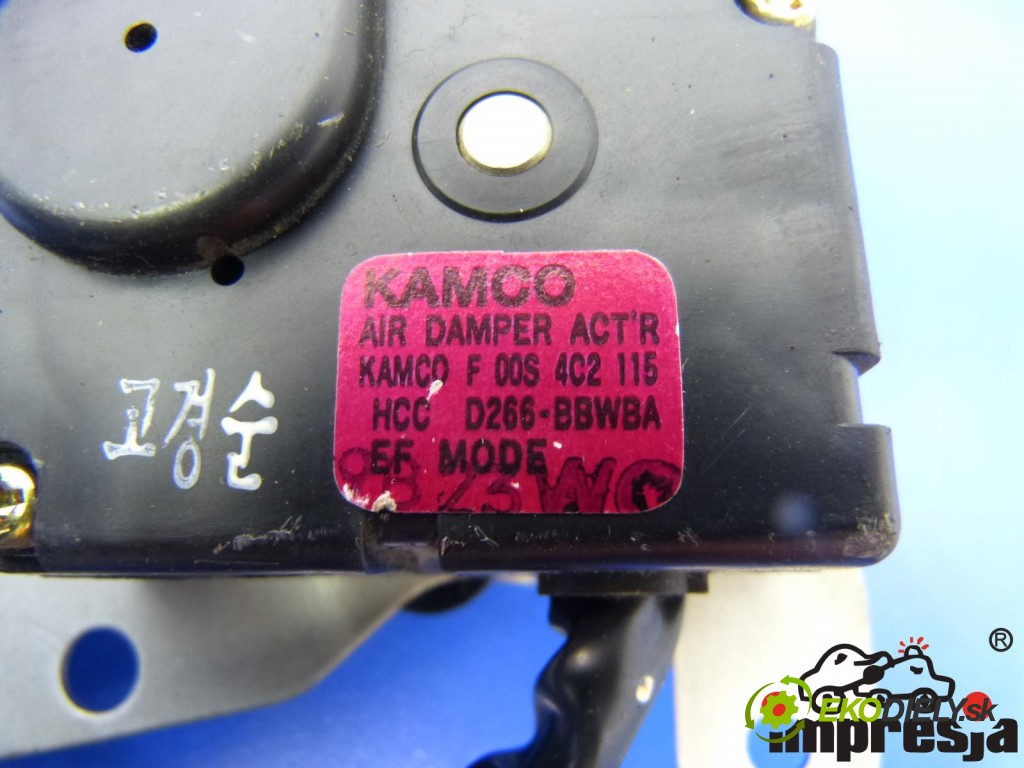 KAMCO
AIR DAMPER ACT'R
KAMCO F 00S 4C2 115
HCC D266-BBWBA
EF MODE
고경순
®
EKODIELY.sk
impresja